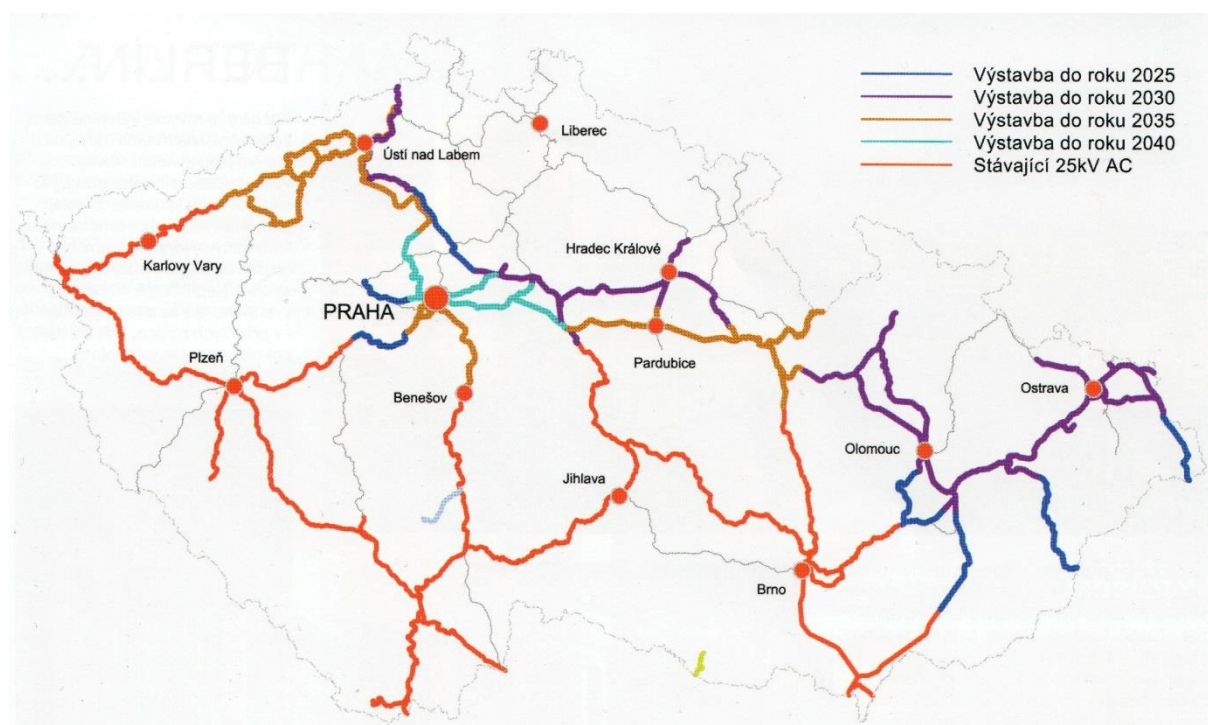 Výstavba do roku 2025
Výstavba do roku 2030
Výstavba do roku 2035
Výstavba do roku 2040
Stávající 25kV AC
Liberec
Ústí nad Labem
Karlovy Vary
Hradec Králové
PRAHA
Pardubice
Plzeň
Benešov
Ostrava
Olomouc
Jihlava
Brno